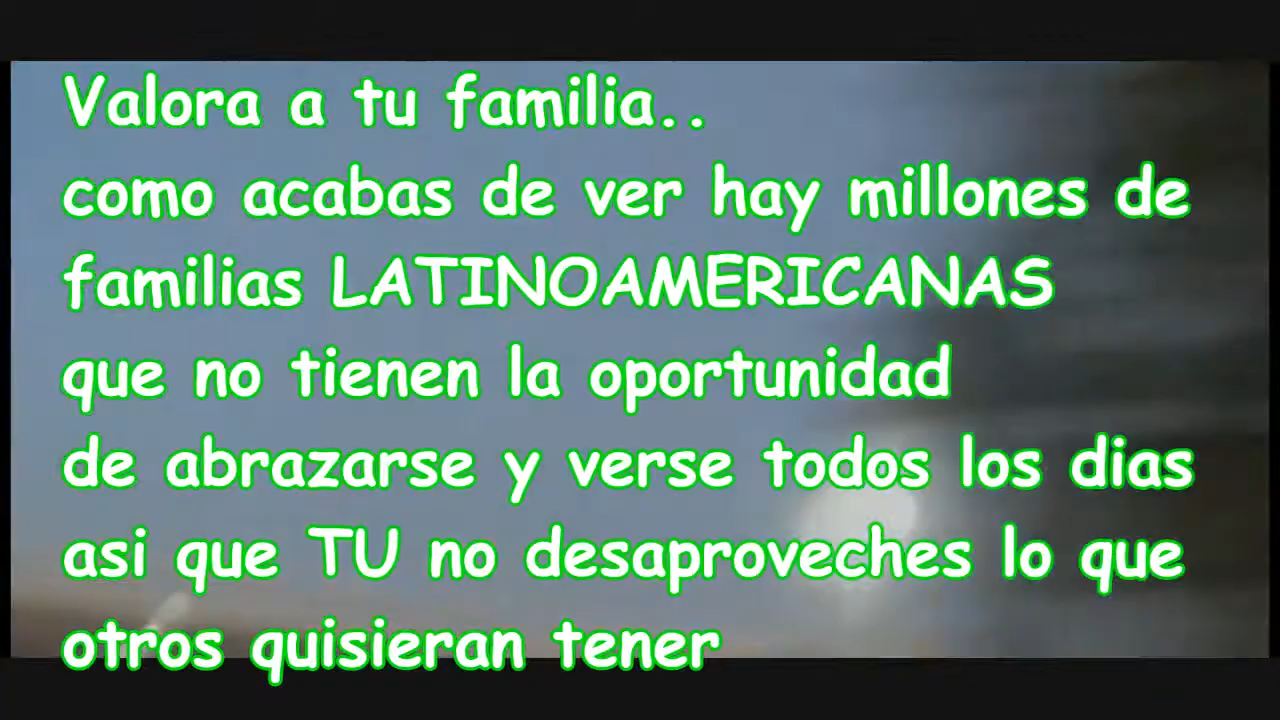 Valora a tu familia..
como acabas de ver hay millones de
familias LATINOAMERICANAS
que no tienen la oportunidad
de abrazarse y verse todos los dias
asi que TU no desaproveches lo que
otros quisieran tener